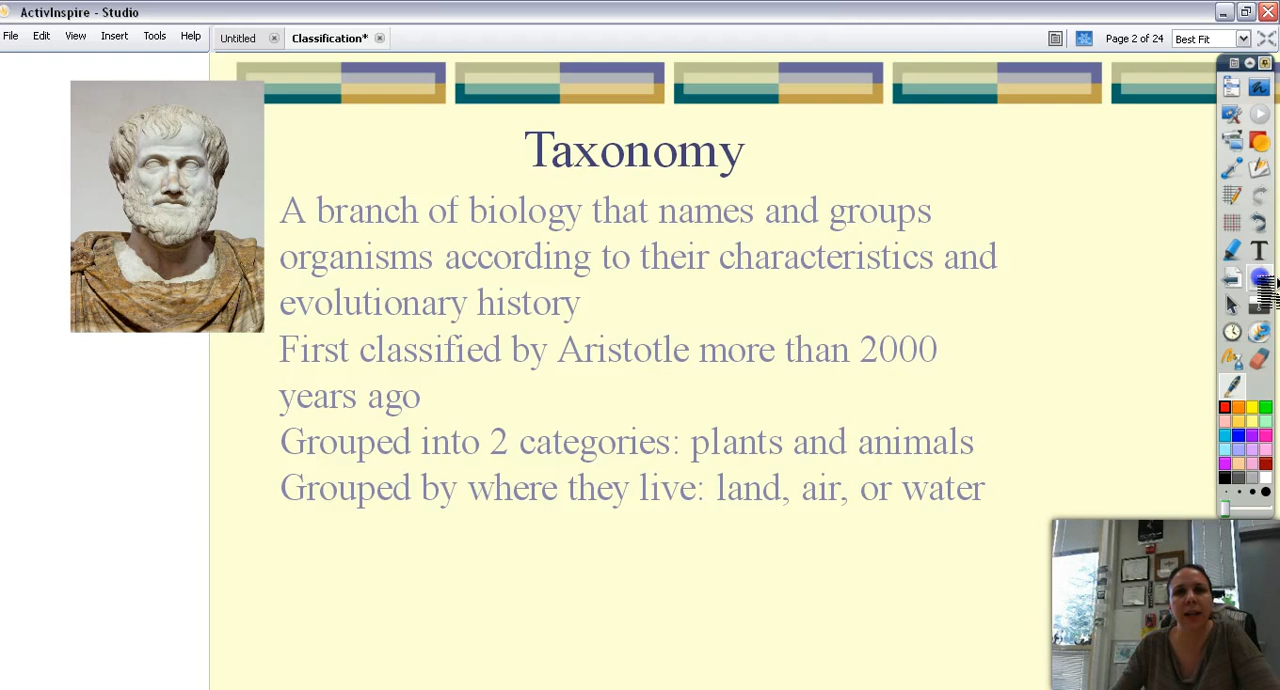 ActivInspire - Studio
File Edit View Insert Tools Help Untitled Classification* Page 2 of 24 Best Fit
Taxonomy
A branch of biology that names and groups
organisms according to their characteristics and
evolutionary history
First classified by Aristotle more than 2000
years ago
Grouped into 2 categories: plants and animals
Grouped by where they live: land, air, or water